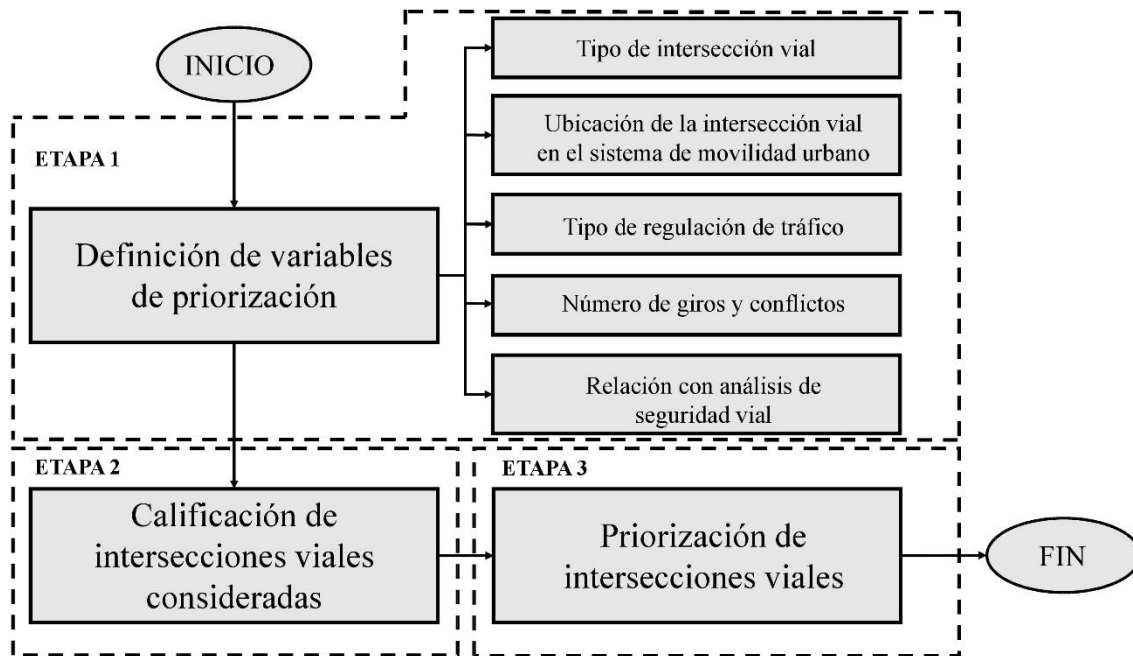 INICIO
ETAPA 1
Definición de variables
de priorización
Tipo de intersección vial
Ubicación de la intersección vial
en el sistema de movilidad urbano
Tipo de regulación de tráfico
Número de giros y conflictos
Relación con análisis de
seguridad vial
ETAPA 2
Calificación de
intersecciones viales
consideradas
ETAPA 3
Priorización de
intersecciones viales
FIN